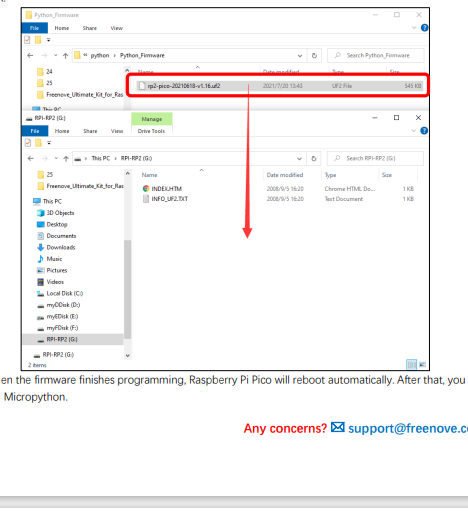 Python_Firmware
File Home Share View
« python › Python_Firmware
Search Python_Firmware
24
25
Freenove_Ultimate_Kit_for_Ras
This PC
Name Date modified Type Size
rp2-pico-20210618-v1.16.uf2 2021/7/20 13:43 UF2 File 545 KB
RPI-RP2 (G:)
Manage
File Home Share View Drive Tools
› This PC › RPI-RP2 (G:)
Search RPI-RP2 (G:)
25
Freenove_Ultimate_Kit_for_Ras
This PC
3D Objects
Desktop
Documents
Downloads
Music
Pictures
Videos
Local Disk (C:)
myDDisk (D:)
myEDisk (E:)
myFDisk (F:)
RPI-RP2 (G:)
RPI-RP2 (G:)
2 items
Name Date modified Type Size
INDEX.HTM 2008/9/5 16:20 Chrome HTML Do... 1 KB
INFO_UF2.TXT 2008/9/5 16:20 Text Document 1 KB
en the firmware finishes programming, Raspberry Pi Pico will reboot automatically. After that, you
Micropython.
Any concerns? ✉ support@freenove.co